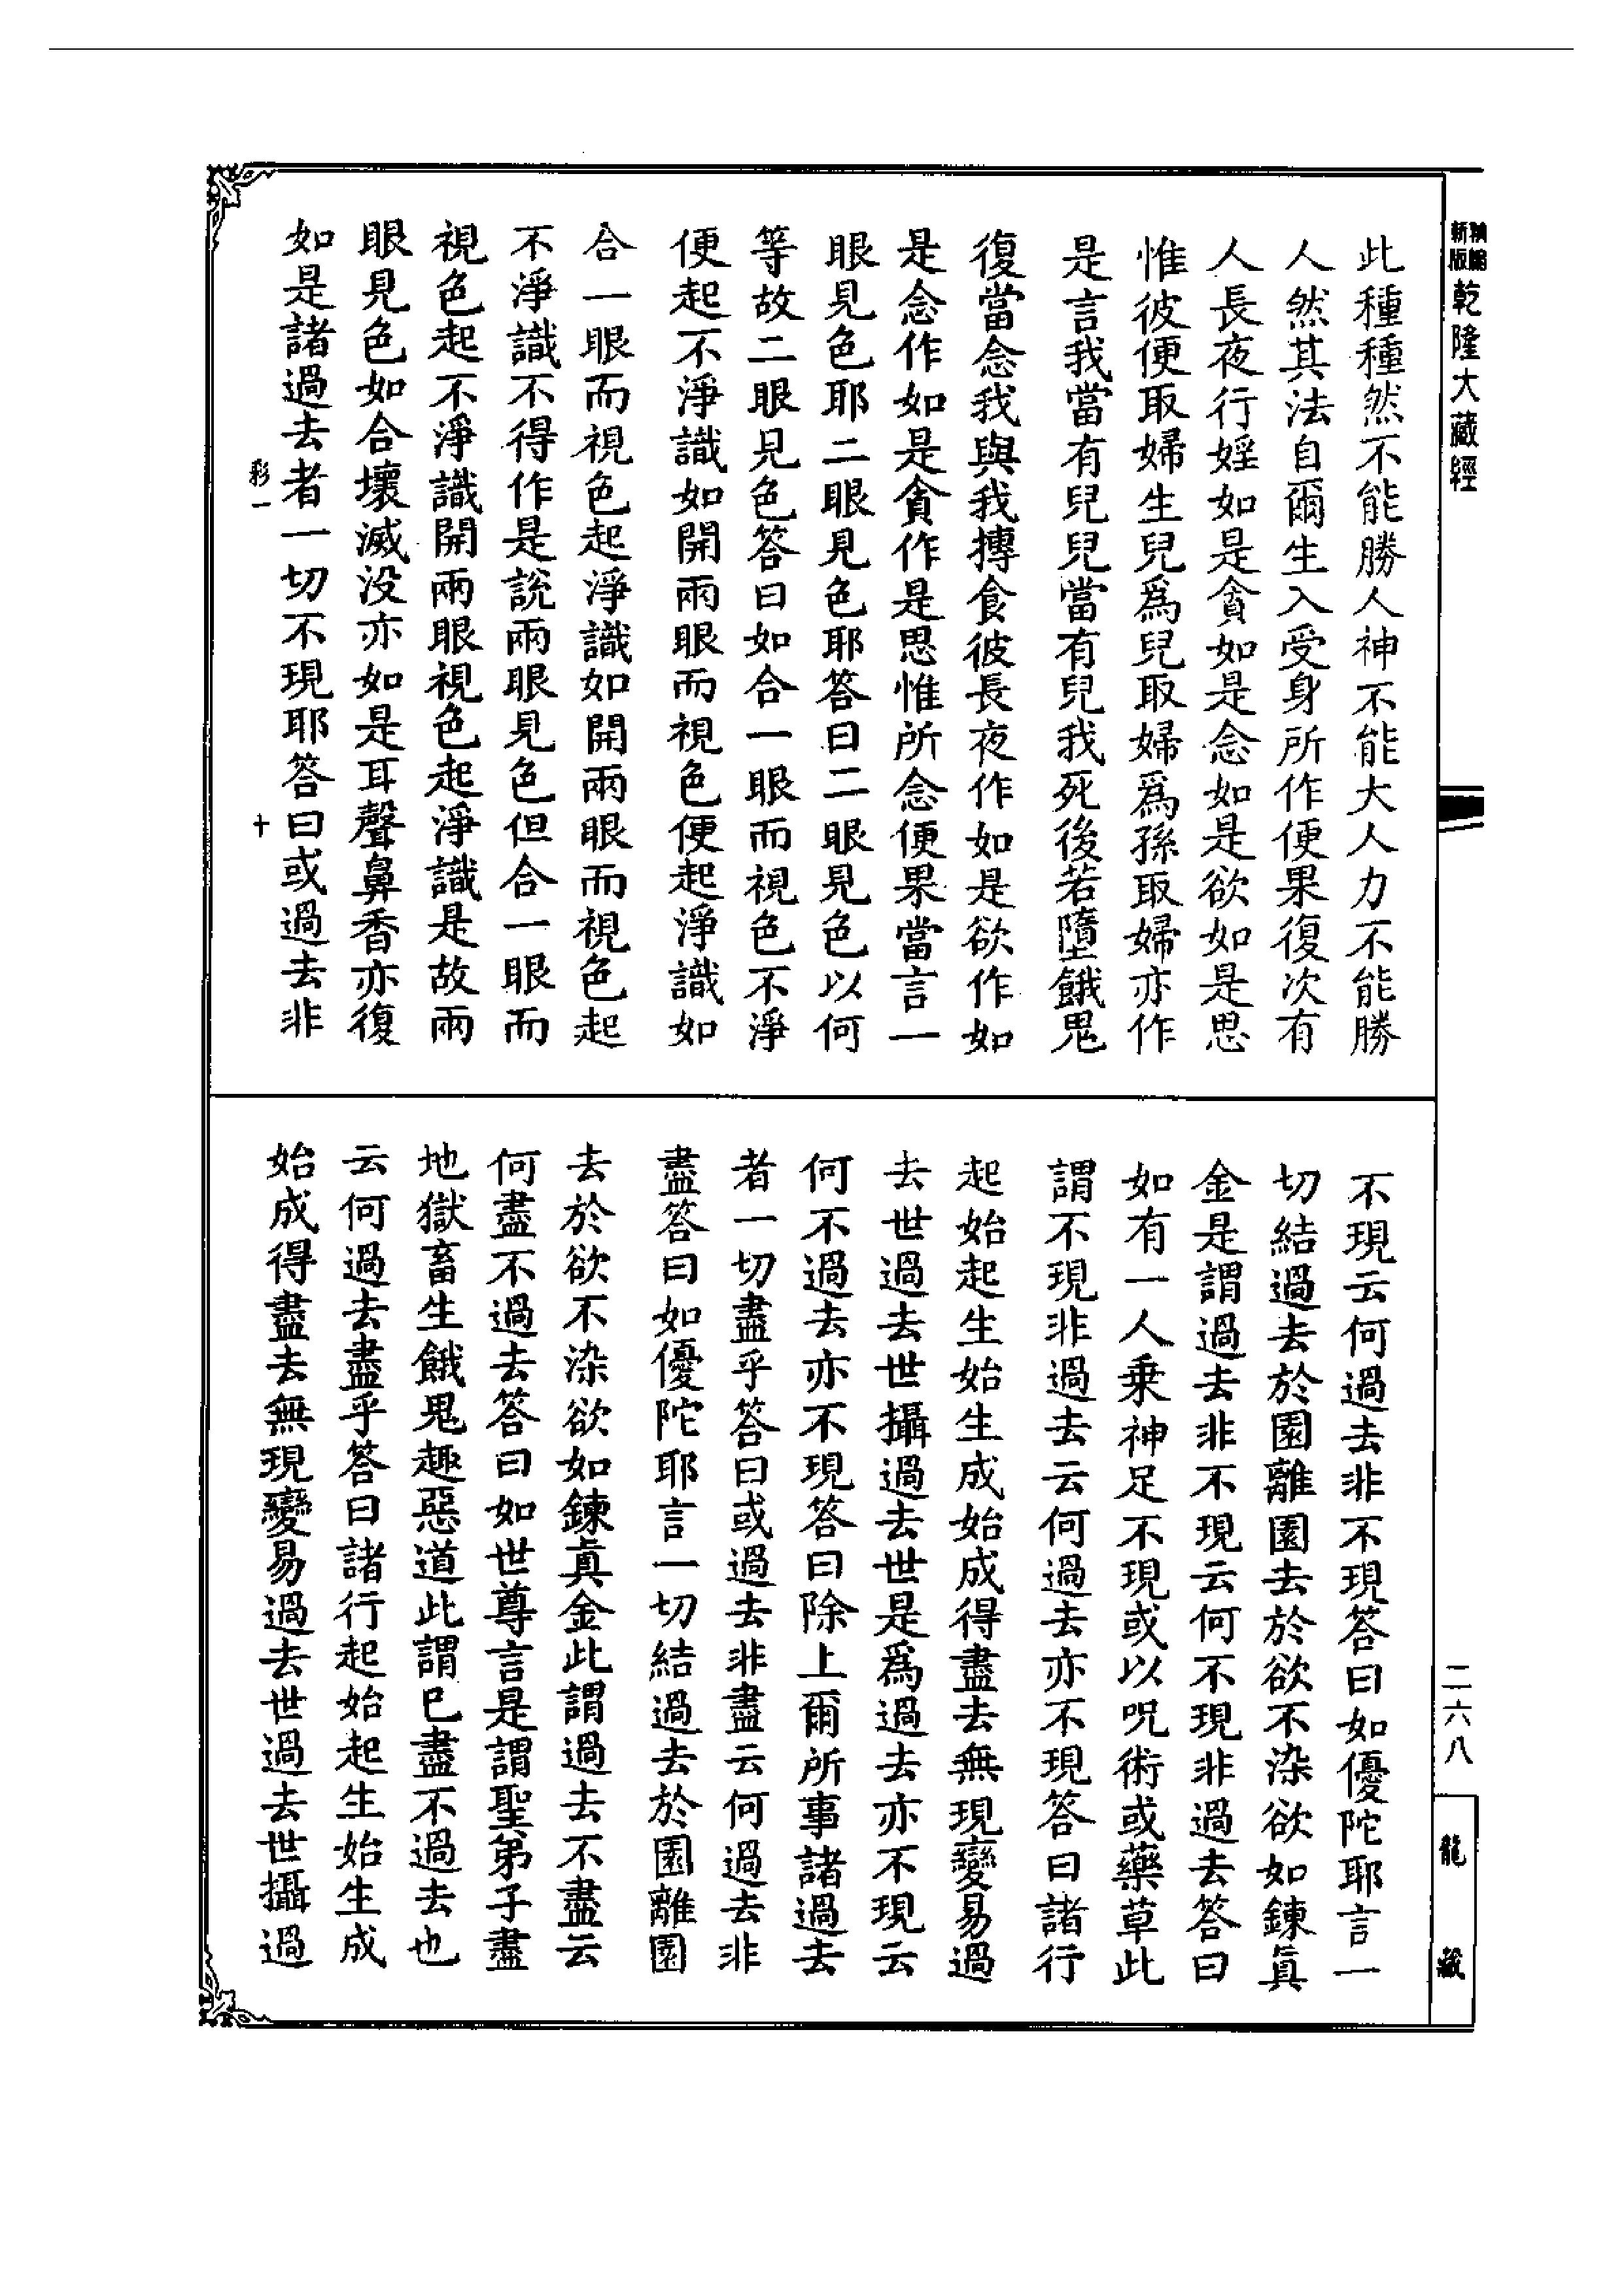 新版精編乾隆大藏經
此種種然不能勝人神不能大人力不能勝
人然其法自爾生入受身所作便果復次有
人長夜行婬如是貪如是念如是欲如是思
惟彼便取婦生兒爲兒取婦爲孫取婦亦作
是言我當有兒兒當有兒我死後若墮餓鬼
復當念我與我摶食彼長夜作如是欲作如
是念作如是貪作是思惟所念便果當言一
眼見色耶二眼見色耶答曰二眼見色以何
等故二眼見色答曰如合一眼而視色不淨
便起不淨識如開兩眼而視色便起淨識如
合一眼而視色起淨識如開兩眼而視色起
不淨識不得作是説兩眼見色但合一眼而
視色起不淨識開兩眼視色起淨識是故兩
眼見色如合壞滅没亦如是耳聲鼻香亦復
如是諸過去者一切不現耶答曰或過去非
彩一
十
不現云何過去非不現答曰如優陀耶言一
切結過去於園離園去於欲不染欲如鍊眞
金是謂過去非不現云何不現非過去答曰
如有一人乗神足不現或以呪術或藥草此
謂不現非過去云何過去亦不現答曰諸行
起始起生始生成始成得盡去無現變易過
去世過去世攝過去世是爲過去亦不現云
何不過去亦不現答曰除上爾所事諸過去
者一切盡乎答曰或過去非盡云何過去非
盡答曰如優陀耶言一切結過去於園離園
去於欲不染欲如鍊眞金此謂過去不盡云
何盡不過去答曰如世尊言是謂聖弟子盡
地獄畜生餓鬼趣惡道此謂巳盡不過去也
云何過去盡乎答曰諸行起始起生始生成
始成得盡去無現變易過去世過去世攝過
二六八
龍藏